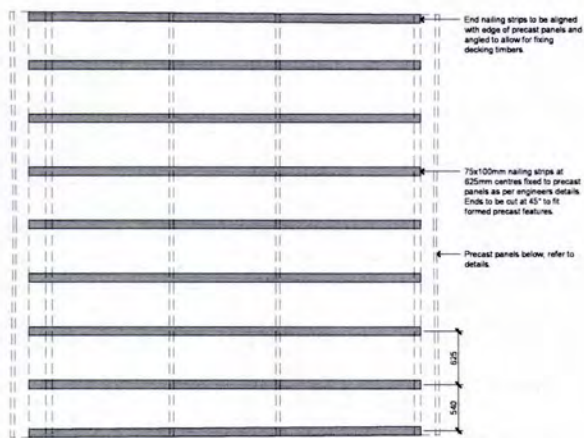 End nailing strips to be aligned
with edge of precast panels and
angled to allow for fixing
decking timbers.
75x100mm nailing strips at
625mm centres fixed to precast
panels as per engineers details.
Ends to be cut at 45° to fit
formed precast features.
Precast panels below, refer to
details.
625
540